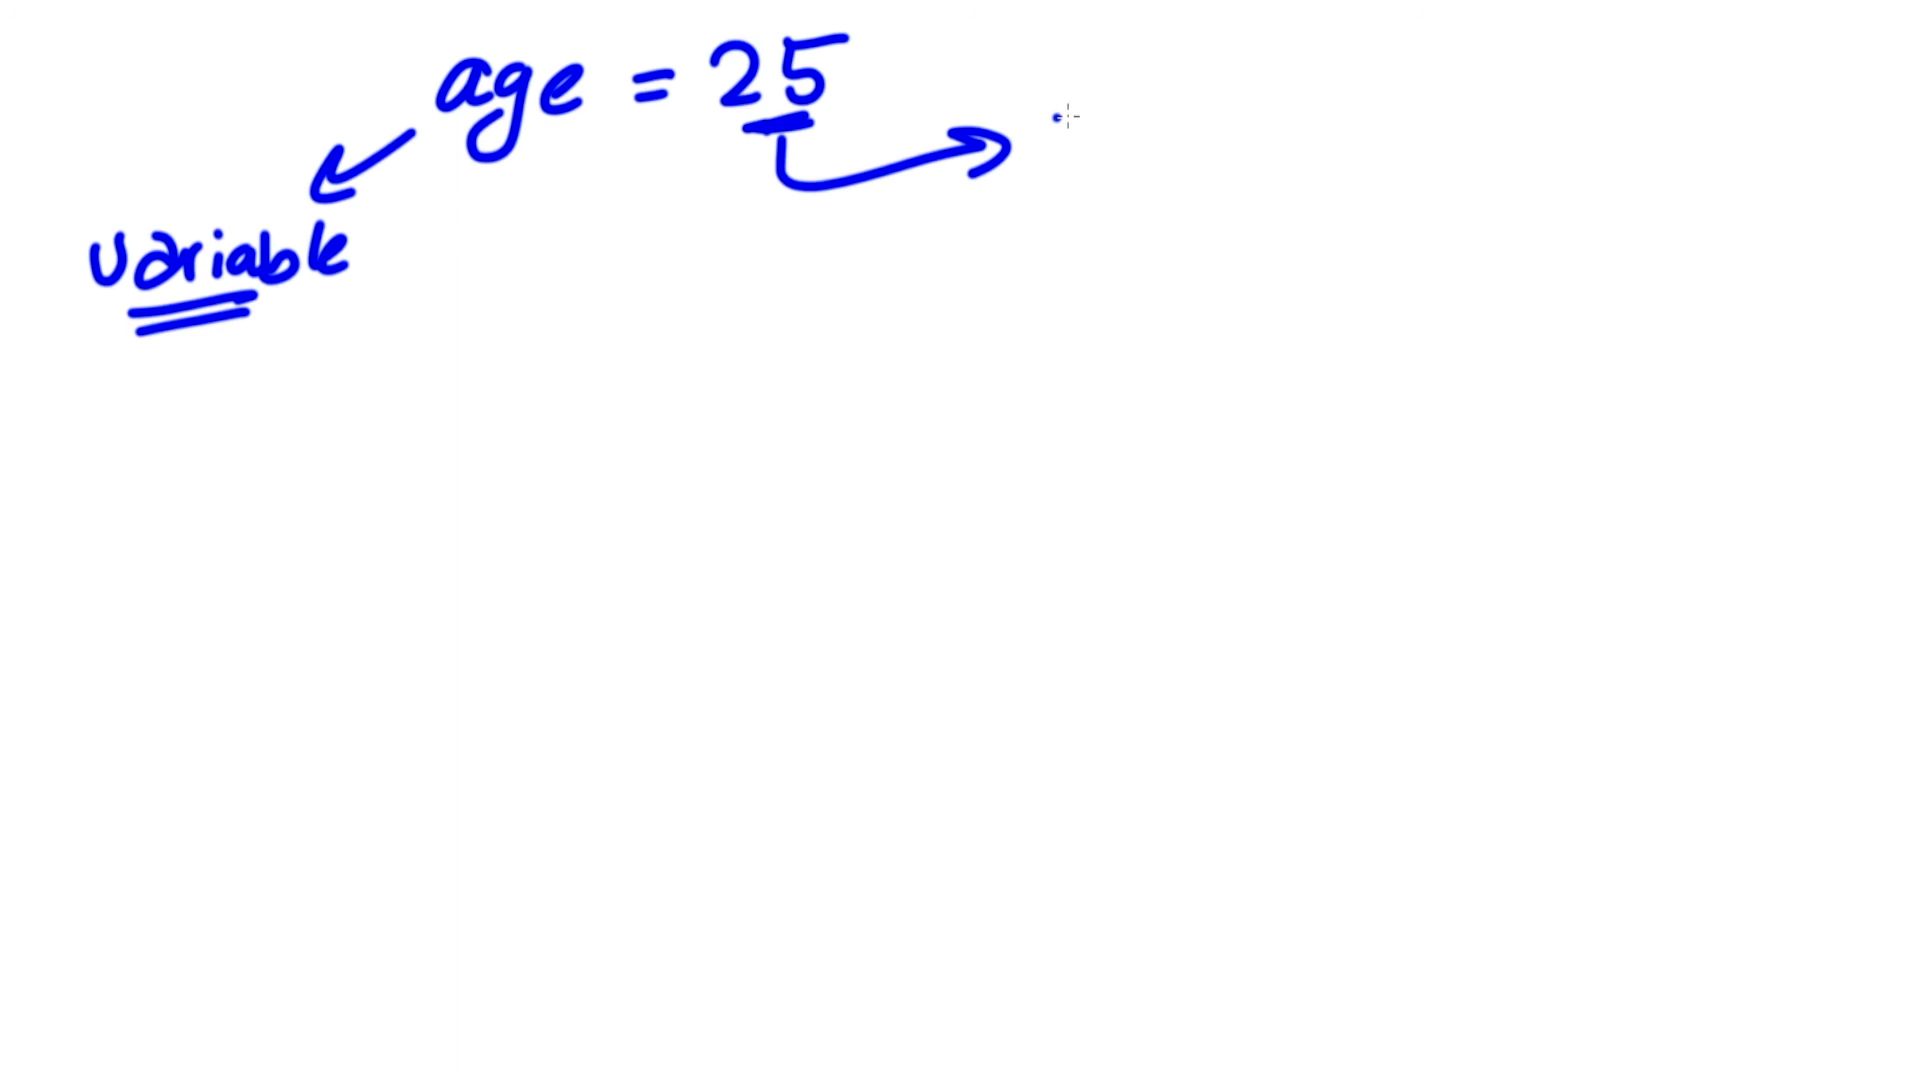 age = 25
variable